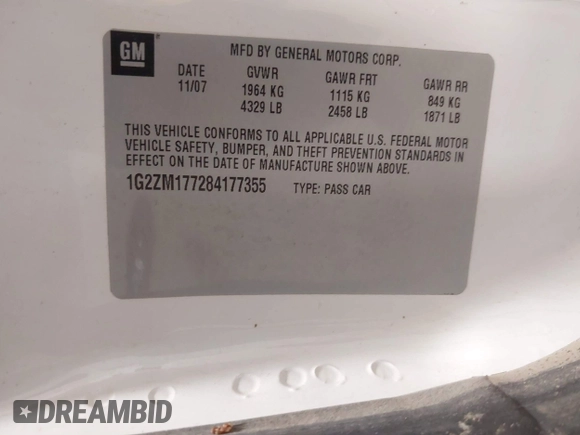 GM
MFD BY GENERAL MOTORS CORP.
DATE GVWR GAWR FRT GAWR RR
11/07 1964 KG 1115 KG 849 KG
4329 LB 2458 LB 1871 LB
THIS VEHICLE CONFORMS TO ALL APPLICABLE U.S. FEDERAL MOTOR
VEHICLE SAFETY, BUMPER, AND THEFT PREVENTION STANDARDS IN
EFFECT ON THE DATE OF MANUFACTURE SHOWN ABOVE.
1G2ZM177284177355 TYPE: PASS CAR
DREAMBID